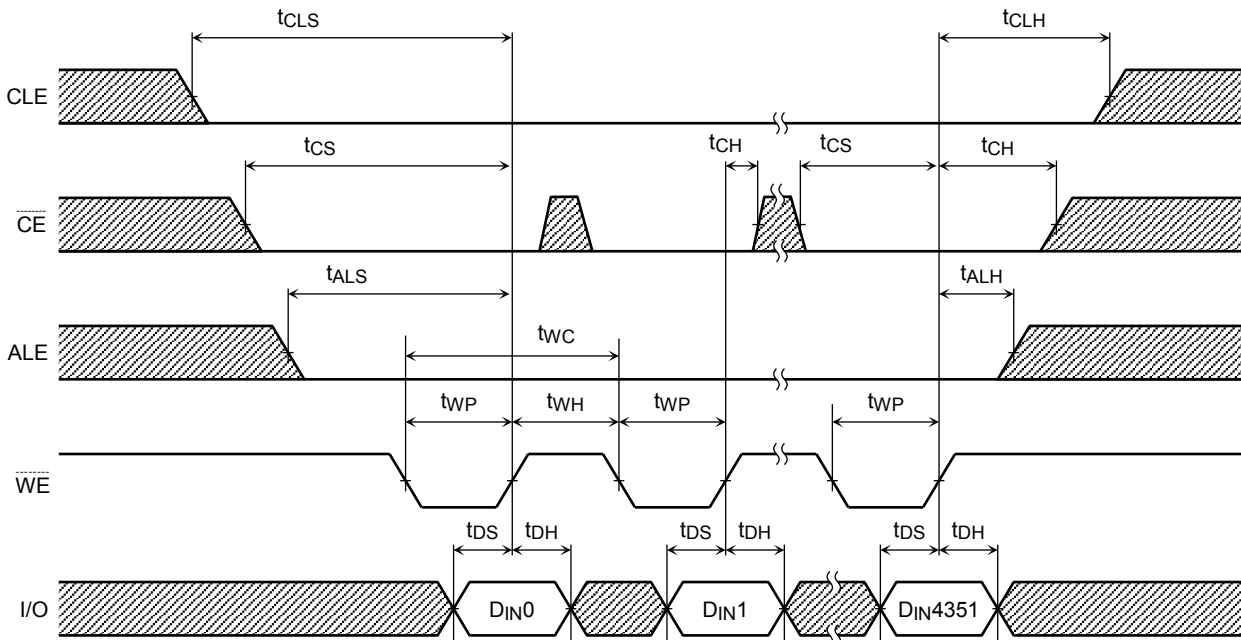 tCLS tCLH
CLE
tCS tCH tCS tCH
CE
tALS tALH
tWC
ALE
tWP tWH tWP tWP
WE
tDS tDH tDS tDH tDS tDH
I/O DIN0 DIN1 DIN4351